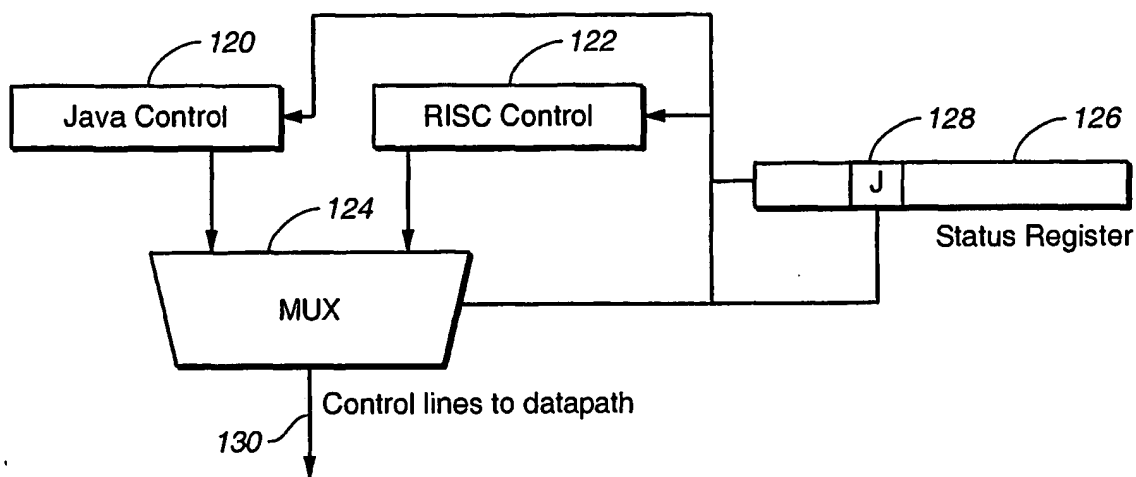 120
122
Java Control
RISC Control
128
126
J
124
Status Register
MUX
Control lines to datapath
130